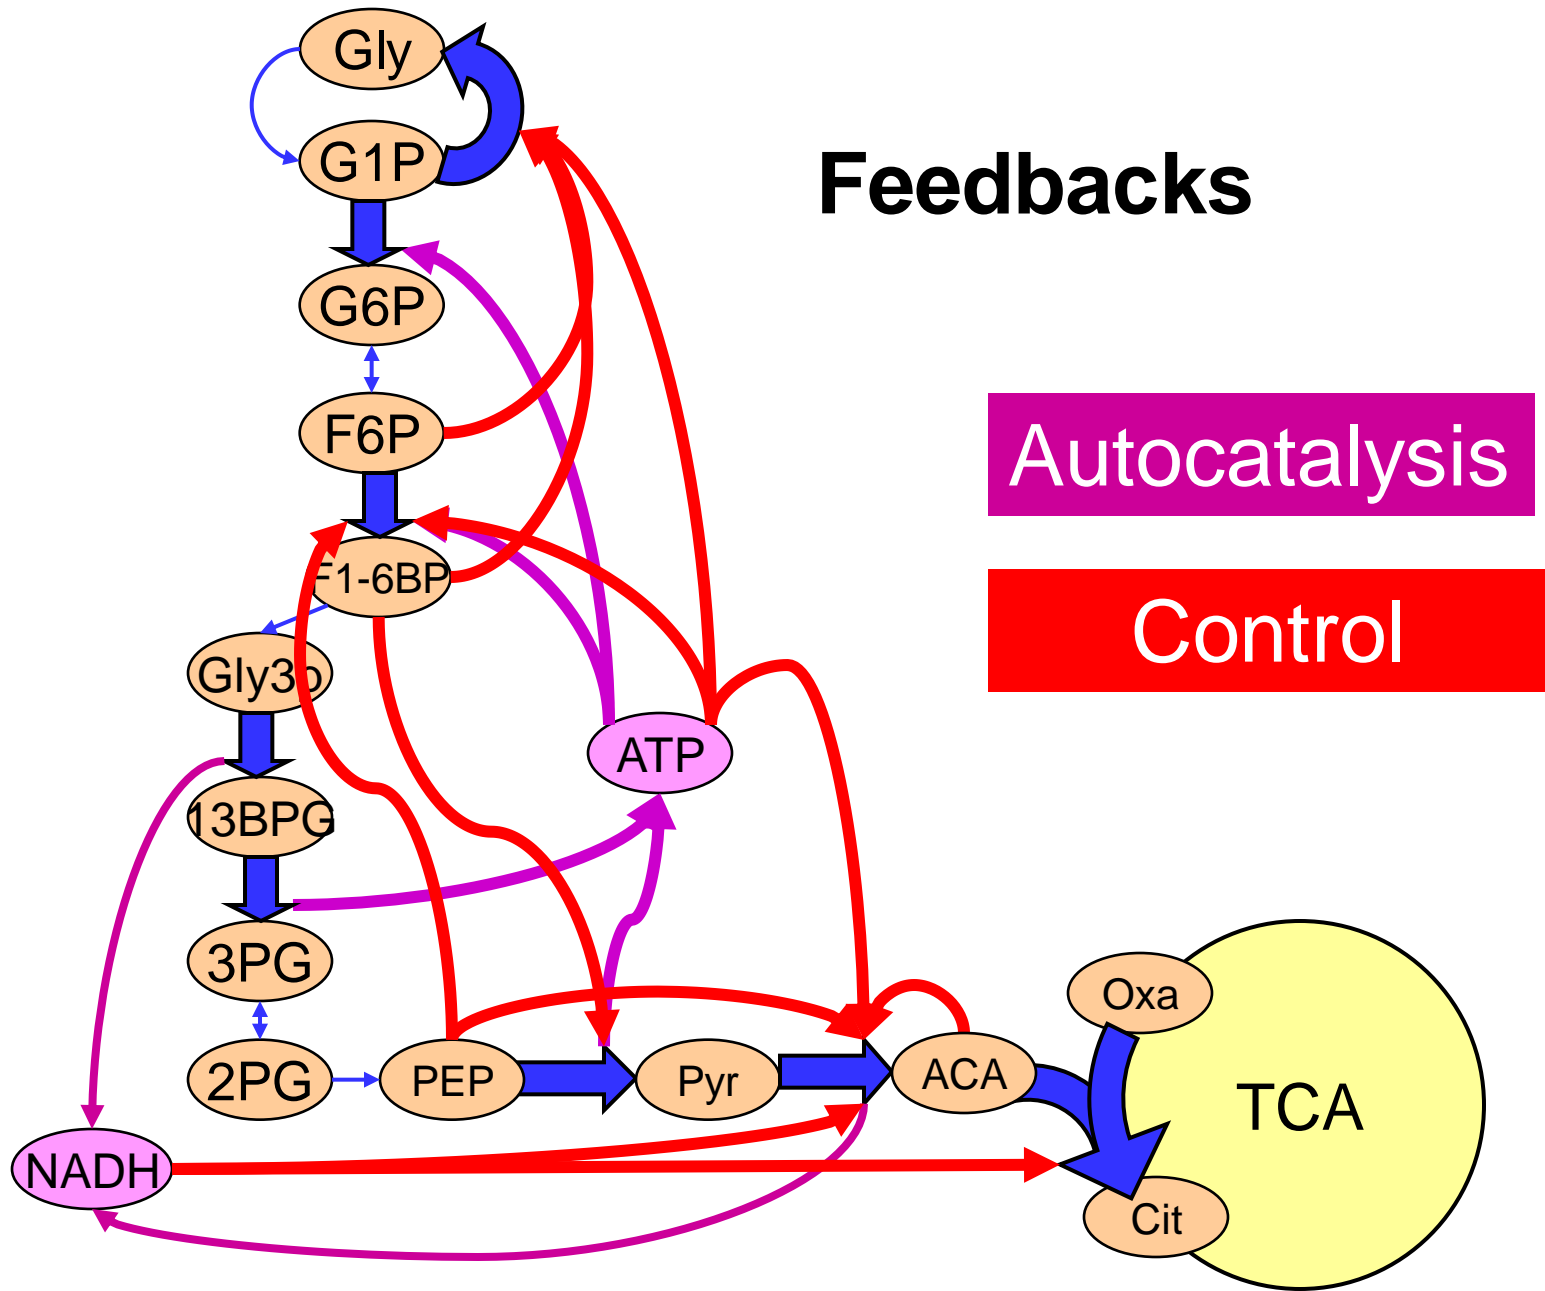 Gly
G1P
Feedbacks
G6P
F6P
Autocatalysis
F1-6BP
Control
Gly3p
ATP
13BPG
3PG
Oxa
2PG
PEP
Pyr
ACA
TCA
NADH
Cit